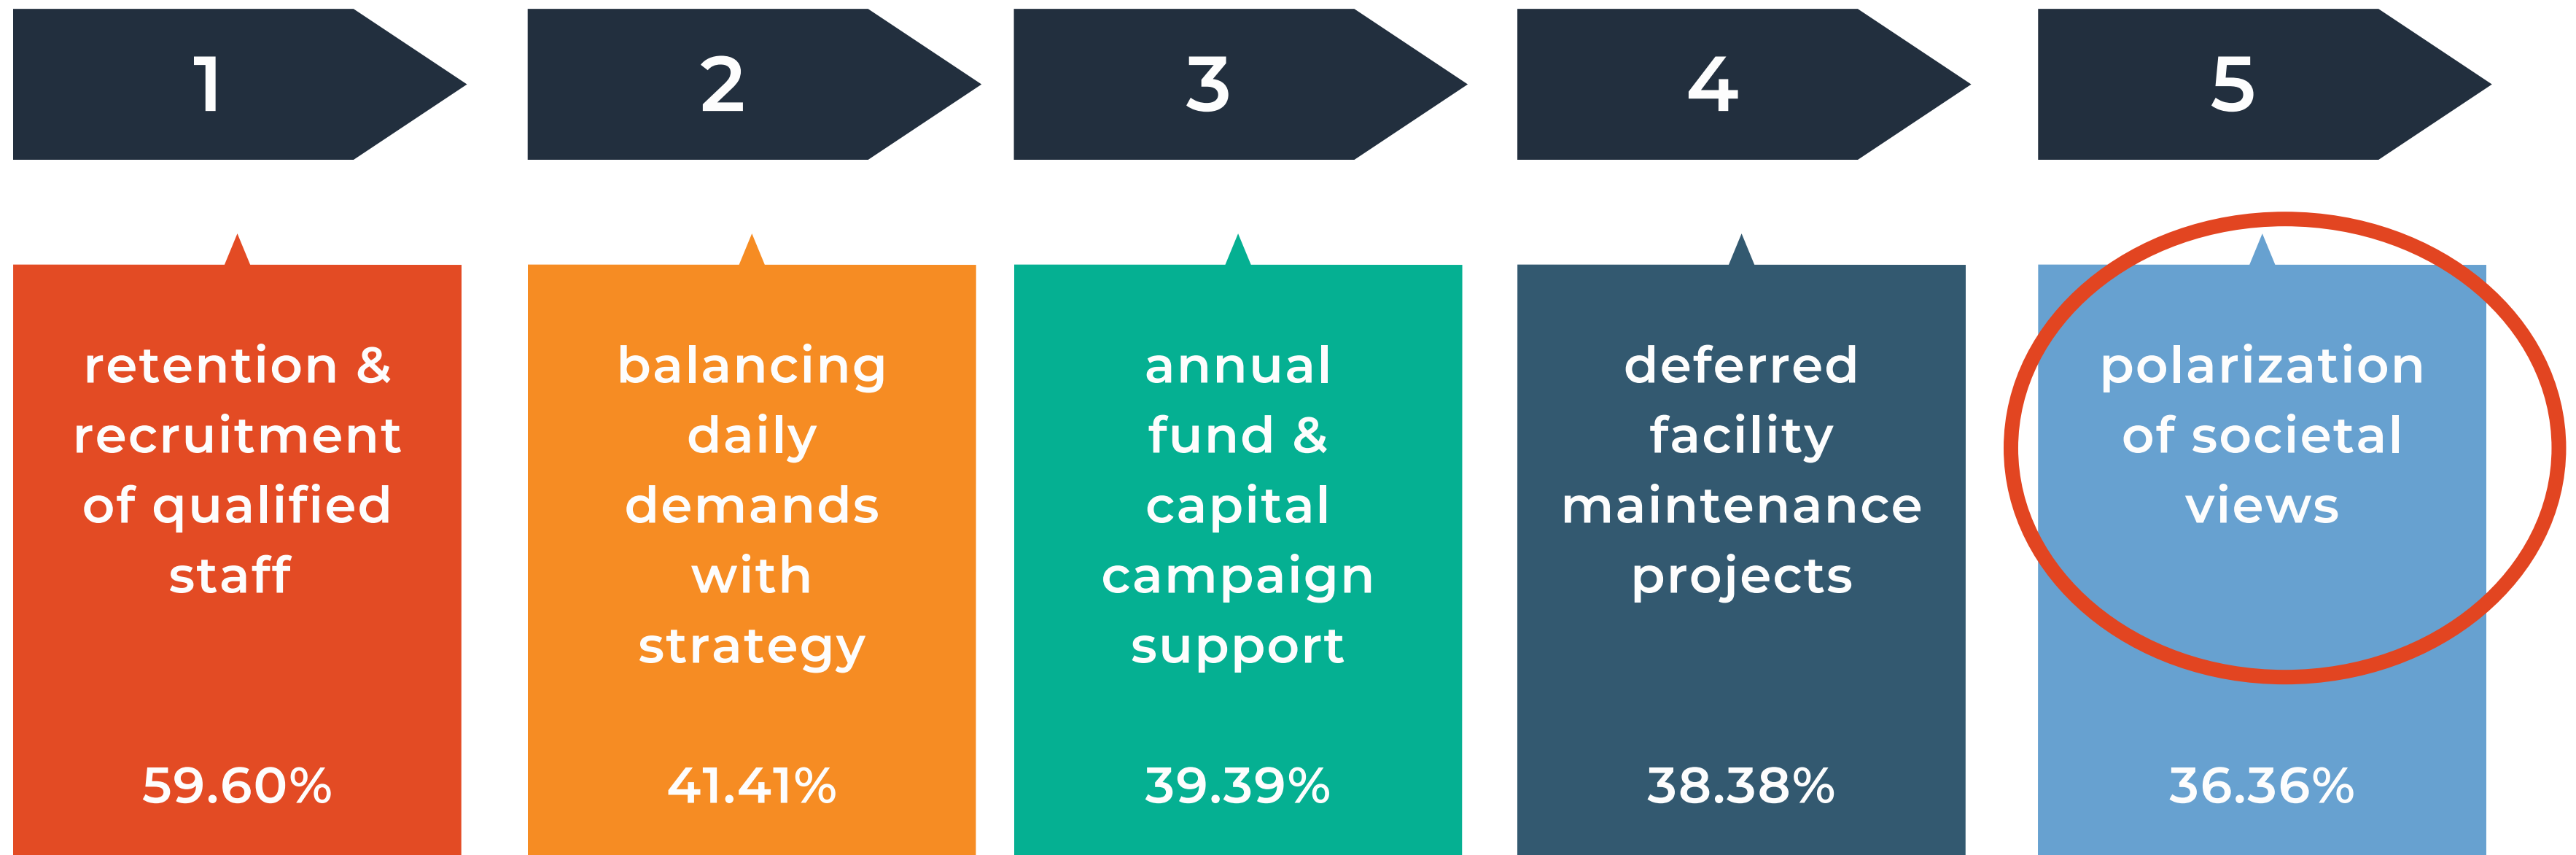 1
2
3
4
5
retention &
recruitment
of qualified
staff
59.60%
balancing
daily
demands
with
strategy
41.41%
annual
fund &
capital
campaign
support
39.39%
deferred
facility
maintenance
projects
38.38%
polarization
of societal
views
36.36%